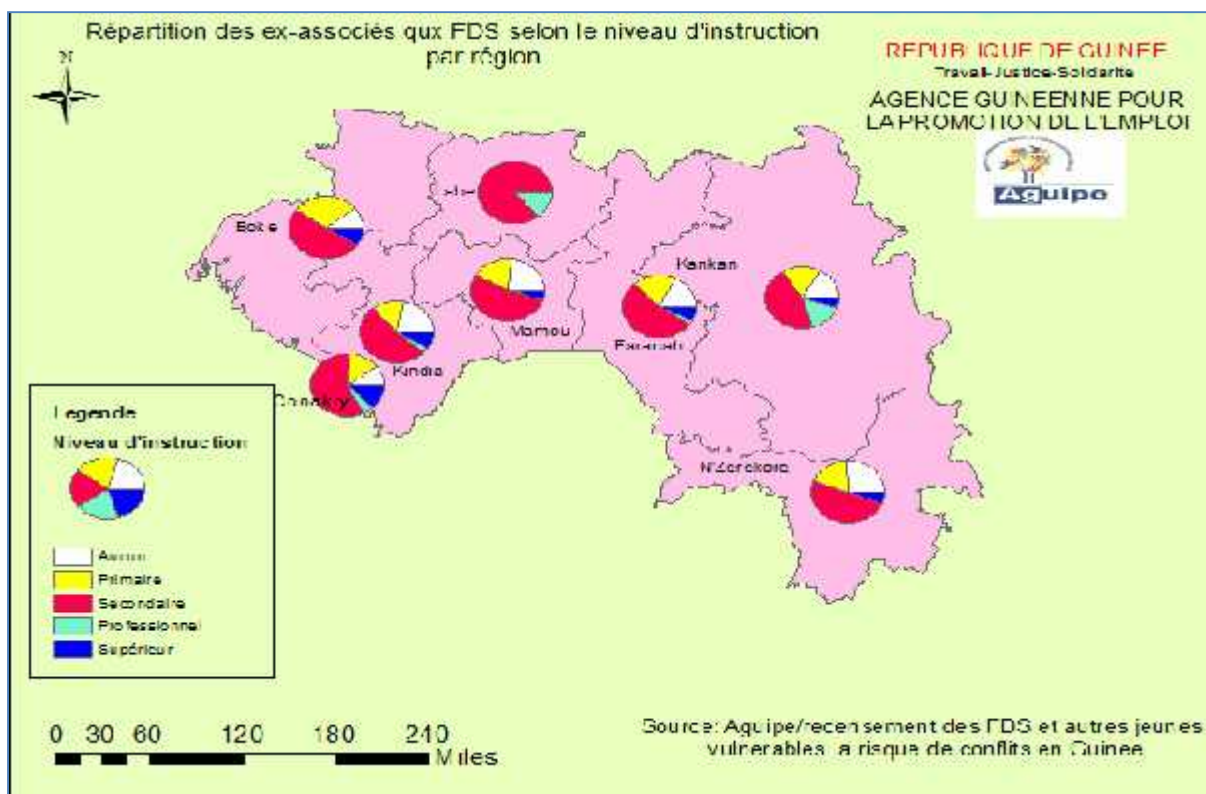 Répartition des ex-associés qux FDS selon le niveau d'instruction
par région
N
REPUBLIQUE DE GUINEE
Travail-Justice-Solidarite
AGENCE GUINEENNE POUR
LA PROMOTION DE L'EMPLOI
Aguipe
Labe
Boke
Kankan
Mamou
Faranah
Kindia
Conakry
N'Zerekore
Legende
Niveau d'instruction
Aucun
Primaire
Secondaire
Professionnel
Supérieur
0 30 60 120 180 240
Miles
Source: Aguipe/recensement des FDS et autres jeunes
vulnerables a risque de conflits en Guinee